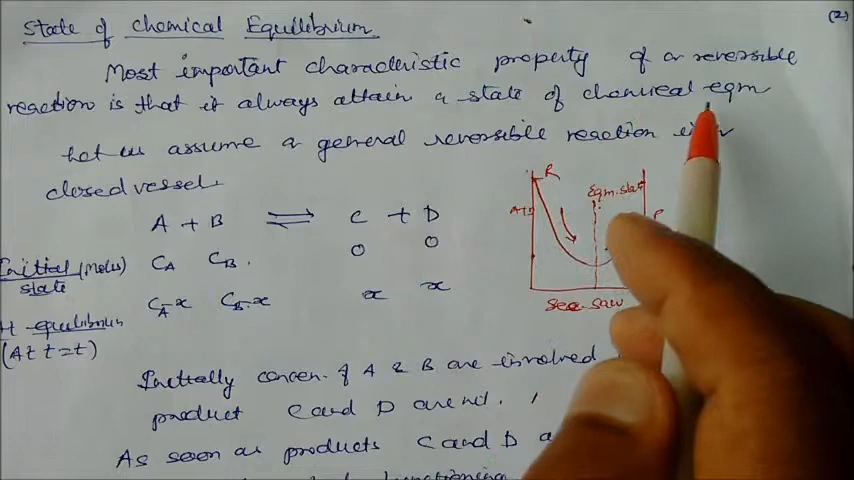 (2)
State of chemical Equilibrium
Most important characteristic property of a reversible
reaction is that it always attain a state of chemical eqm
Let us assume a general reversible reaction in
closed vessel.
A + B ⇌ C + D
Initial (moles) CA CB 0 0
state
At equilibrium CA-x CB-x x x
(At t=t)
R
Eqm. stat
A+B
P
See-saw
Initially concen. of A & B are involved
product C and D are nil.
As soon as products C and D a